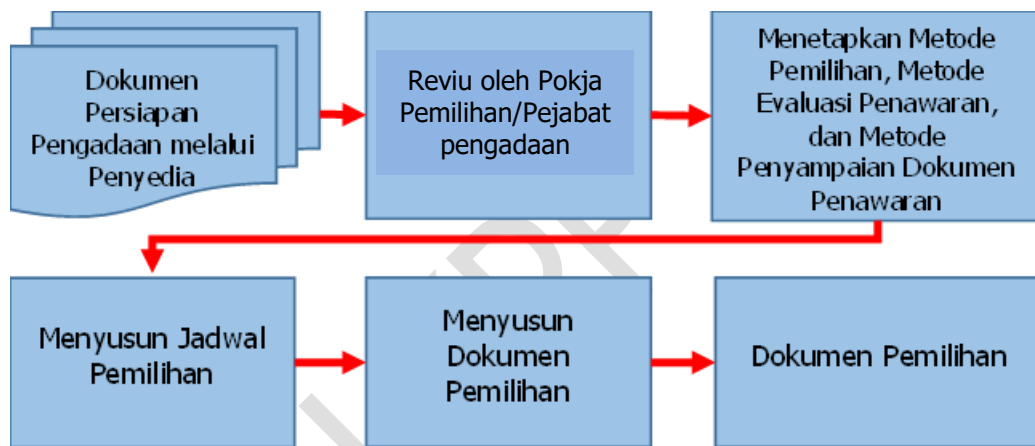 Dokumen
Persiapan
Pengadaan melalui
Penyedia
Reviu oleh Pokja
Pemilihan/Pejabat
pengadaan
Menetapkan Metode
Pemilihan, Metode
Evaluasi Penawaran,
dan Metode
Penyampaian Dokumen
Penawaran
Menyusun Jadwal
Pemilihan
Menyusun
Dokumen
Pemilihan
Dokumen Pemilihan